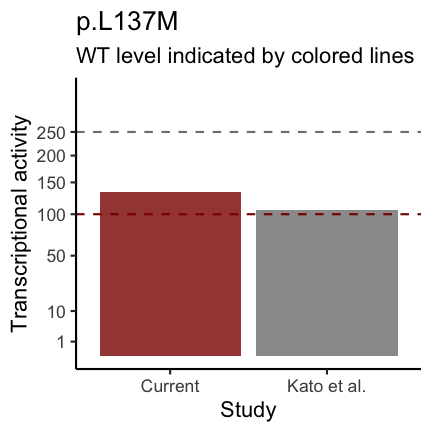 p.L137M
WT level indicated by colored lines
Transcriptional activity
250
200
150
100
50
10
1
Current
Kato et al.
Study